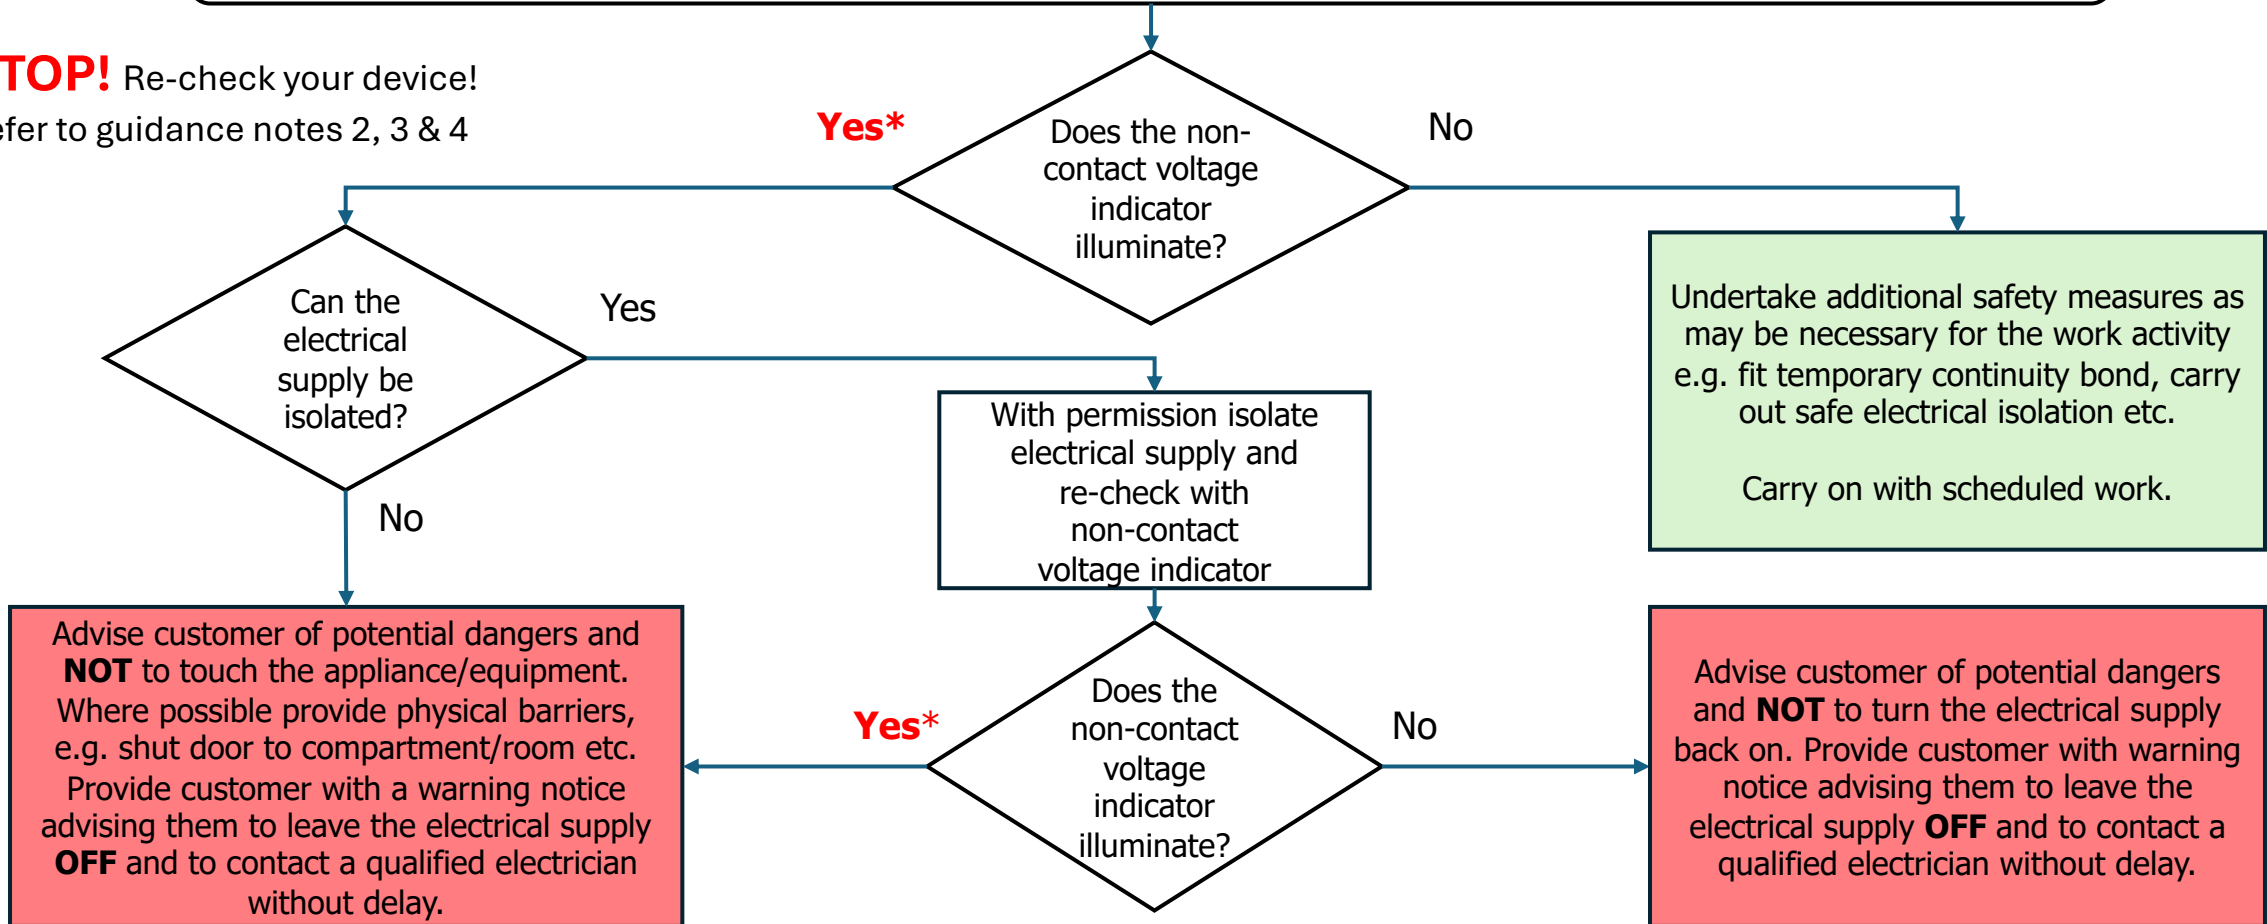 TOP! Re-check your device!
efer to guidance notes 2, 3 & 4
Yes*
Does the non-
contact voltage
indicator
illuminate?
No
Can the
electrical
supply be
isolated?
Yes
No
Undertake additional safety measures as
may be necessary for the work activity
e.g. fit temporary continuity bond, carry
out safe electrical isolation etc.
Carry on with scheduled work.
With permission isolate
electrical supply and
re-check with
non-contact
voltage indicator
Advise customer of potential dangers and
NOT to touch the appliance/equipment.
Where possible provide physical barriers,
e.g. shut door to compartment/room etc.
Provide customer with a warning notice
advising them to leave the electrical supply
OFF and to contact a qualified electrician
without delay.
Yes*
Does the
non-contact
voltage
indicator
illuminate?
No
Advise customer of potential dangers
and NOT to turn the electrical supply
back on. Provide customer with warning
notice advising them to leave the
electrical supply OFF and to contact a
qualified electrician without delay.